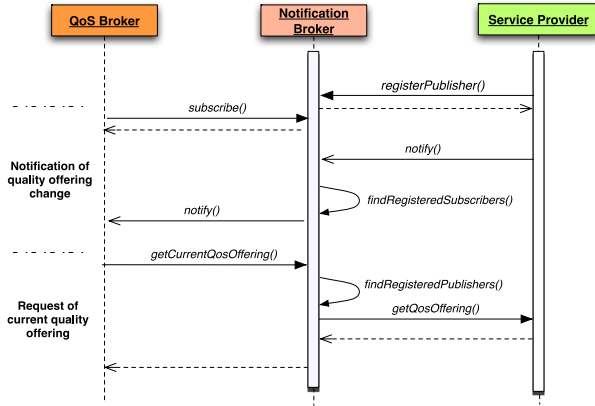 QoS Broker
Notification
Broker
Service Provider
registerPublisher()
subscribe()
notify()
Notification of
quality offering
change
findRegisteredSubscribers()
notify()
getCurrentQosOffering()
findRegisteredPublishers()
Request of
current quality
offering
getQosOffering()